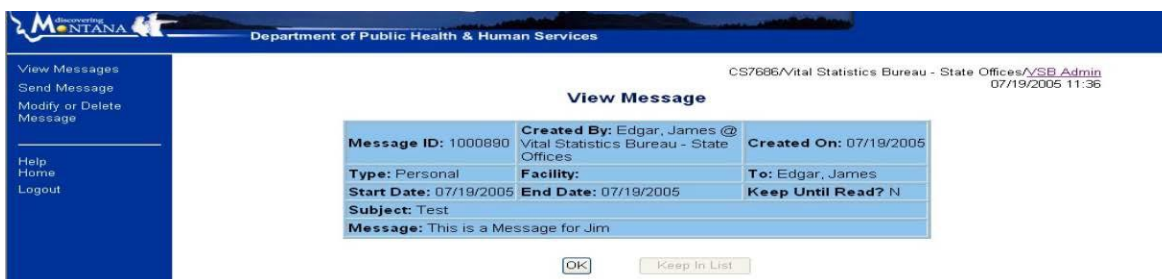 discovering
MONTANA
Department of Public Health & Human Services
View Messages
Send Message
Modify or Delete
Message
Help
Home
Logout
CS7686/Vital Statistics Bureau - State Offices/VSB Admin
07/19/2005 11:36
View Message
Message ID: 1000890
Created By: Edgar, James @
Vital Statistics Bureau - State
Offices
Created On: 07/19/2005
Type: Personal
Facility:
To: Edgar, James
Start Date: 07/19/2005
End Date: 07/19/2005
Keep Until Read? N
Subject: Test
Message: This is a Message for Jim
OK
Keep In List